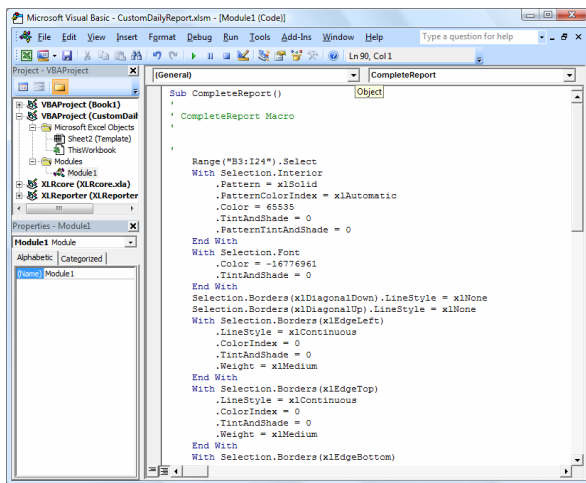 Microsoft Visual Basic - CustomDailyReport.xlsm - [Module1 (Code)]
File Edit View Insert Format Debug Run Tools Add-Ins Window Help Type a question for help
Ln 90, Col 1
Project - VBAProject
(General) CompleteReport
Object
VBAProject (Book1)
VBAProject (CustomDail
Microsoft Excel Objects
Sheet2 (Template)
ThisWorkbook
Modules
Module1
XLRcore (XLRcore.xla)
XLReporter (XLReporter
Properties - Module1
Module1 Module
Alphabetic Categorized
(Name) Module1
Sub CompleteReport()
'
' CompleteReport Macro
'

'
    Range("B3:I24").Select
    With Selection.Interior
        .Pattern = xlSolid
        .PatternColorIndex = xlAutomatic
        .Color = 65535
        .TintAndShade = 0
        .PatternTintAndShade = 0
    End With
    With Selection.Font
        .Color = -16776961
        .TintAndShade = 0
    End With
    Selection.Borders(xlDiagonalDown).LineStyle = xlNone
    Selection.Borders(xlDiagonalUp).LineStyle = xlNone
    With Selection.Borders(xlEdgeLeft)
        .LineStyle = xlContinuous
        .ColorIndex = 0
        .TintAndShade = 0
        .Weight = xlMedium
    End With
    With Selection.Borders(xlEdgeTop)
        .LineStyle = xlContinuous
        .ColorIndex = 0
        .TintAndShade = 0
        .Weight = xlMedium
    End With
    With Selection.Borders(xlEdgeBottom)